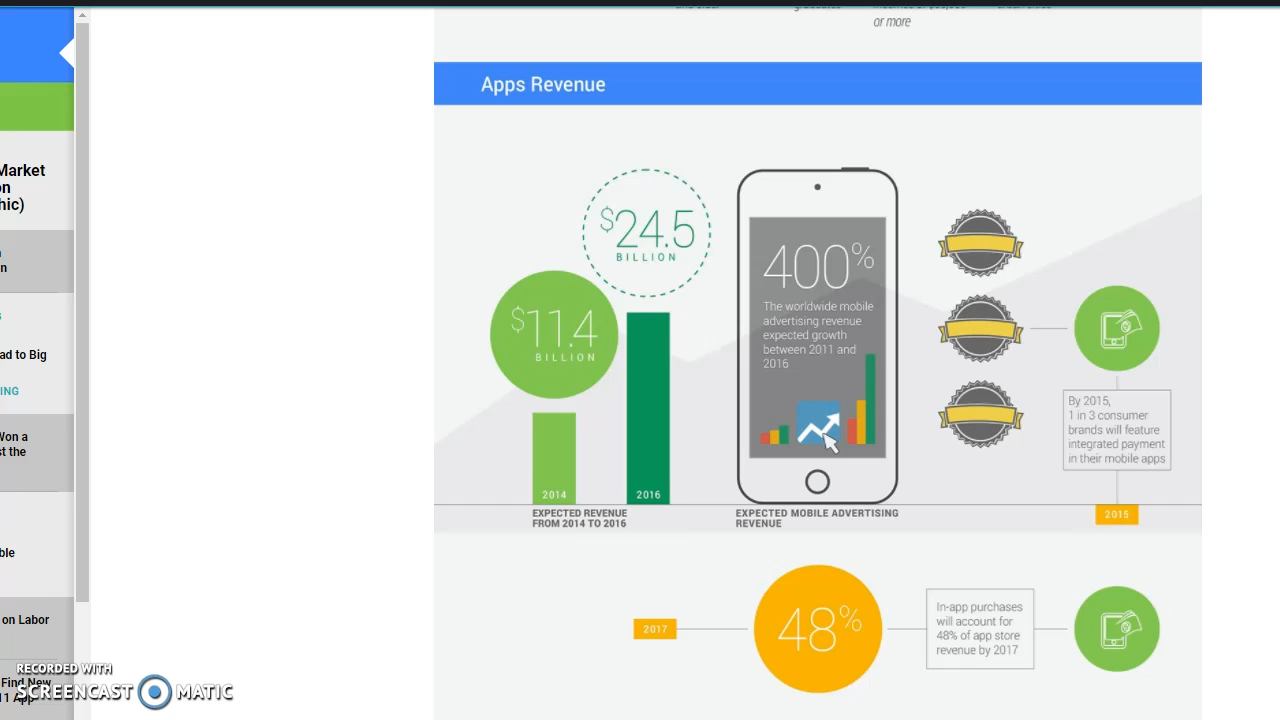 or more
Apps Revenue
Market
on
hic)
n
ad to Big
ING
Won a
st the
ble
on Labor
Find New
11 App
$24.5
BILLION
$11.4
BILLION
2014
2016
EXPECTED REVENUE
FROM 2014 TO 2016
400%
The worldwide mobile
advertising revenue
expected growth
between 2011 and
2016
EXPECTED MOBILE ADVERTISING
REVENUE
By 2015,
1 in 3 consumer
brands will feature
integrated payment
in their mobile apps
2015
2017
48%
In-app purchases
will account for
48% of app store
revenue by 2017
RECORDED WITH
SCREENCAST MATIC